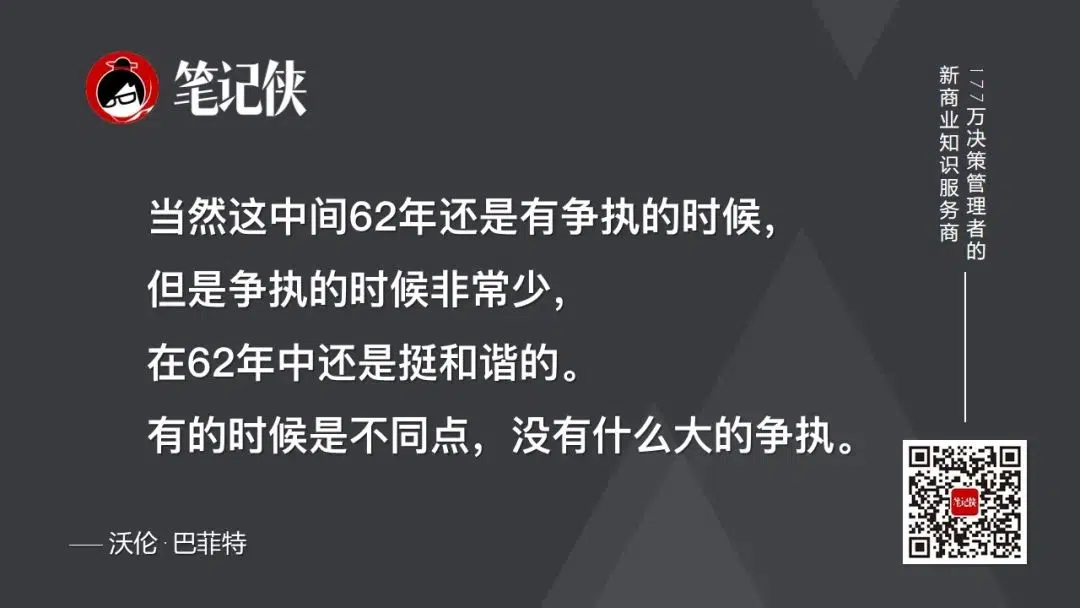 笔记侠
177万决策管理者的
新商业知识服务商
当然这中间62年还是有争执的时候，
但是争执的时候非常少，
在62年中还是挺和谐的。
有的时候是不同点，没有什么大的争执。
—— 沃伦·巴菲特
笔记侠